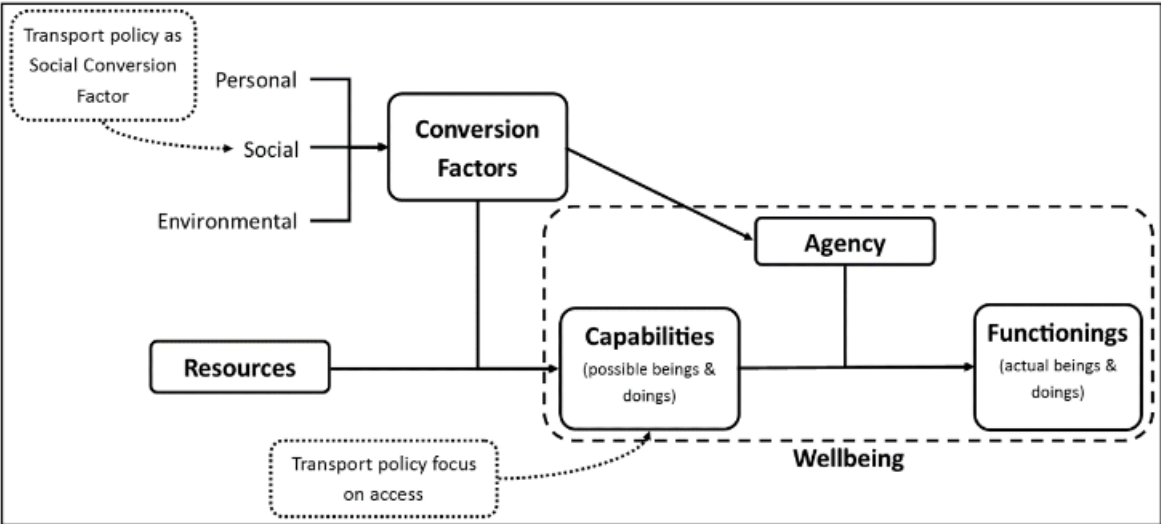 Transport policy as
Social Conversion
Factor
Personal
Social
Environmental
Conversion
Factors
Agency
Resources
Capabilities
(possible beings &
doings)
Functionings
(actual beings &
doings)
Wellbeing
Transport policy focus
on access